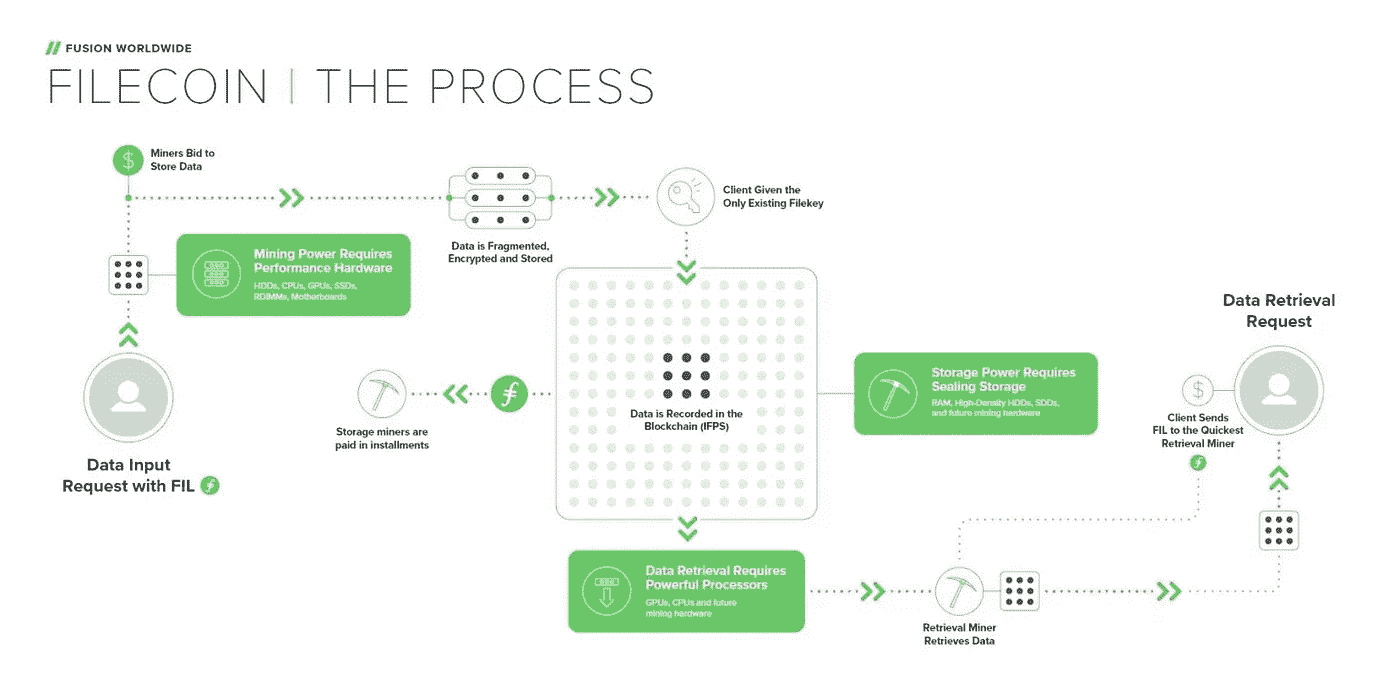 // FUSION WORLDWIDE
FILECOIN | THE PROCESS
Miners Bid to
Store Data
Mining Power Requires
Performance Hardware
HDDs, CPUs, GPUs, SSDs,
RDIMMs, Motherboards
Data is Fragmented,
Encrypted and Stored
Client Given the
Only Existing Filekey
Data Input
Request with FIL
Storage miners are
paid in installments
Data is Recorded in the
Blockchain (IFPS)
Storage Power Requires
Sealing Storage
RAM, High-Density HDDs, SDDs,
and future mining hardware
Data Retrieval
Request
$
Client Sends
FIL to the Quickest
Retrieval Miner
Data Retrieval Requires
Powerful Processors
GPUs, CPUs and future
mining hardware
Retrieval Miner
Retrieves Data